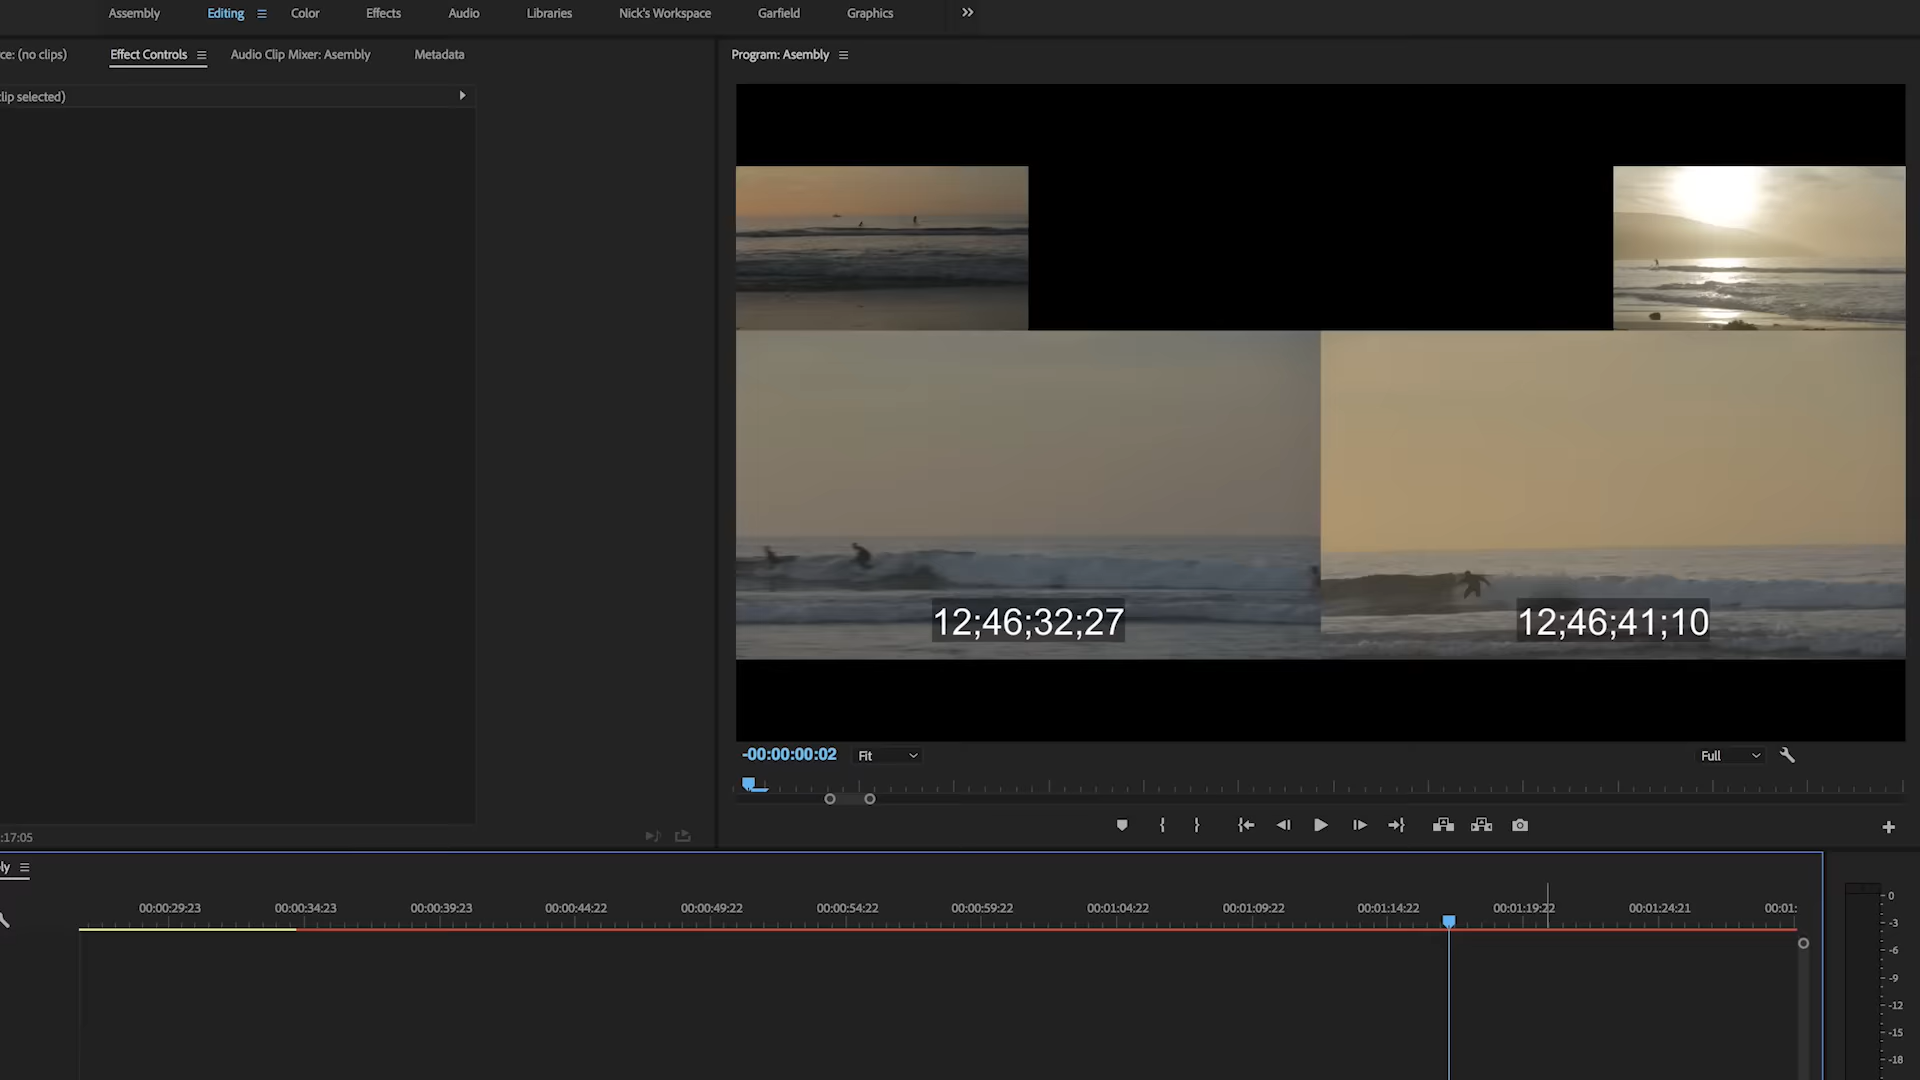 Assembly Editing Color Effects Audio Libraries Nick's Workspace Garfield Graphics
ce: (no clips) Effect Controls Audio Clip Mixer: Asembly Metadata Program: Asembly
lip selected)
12;46;32;27 12;46;41;10
-00:00:00:02 Fit Full
:17:05
ly
00:00:29:23 00:00:34:23 00:00:39:23 00:00:44:22 00:00:49:22 00:00:54:22 00:00:59:22 00:01:04:22 00:01:09:22 00:01:14:22 00:01:19:22 00:01:24:21 00:01:
0
-3
-6
-9
-12
-15
-18